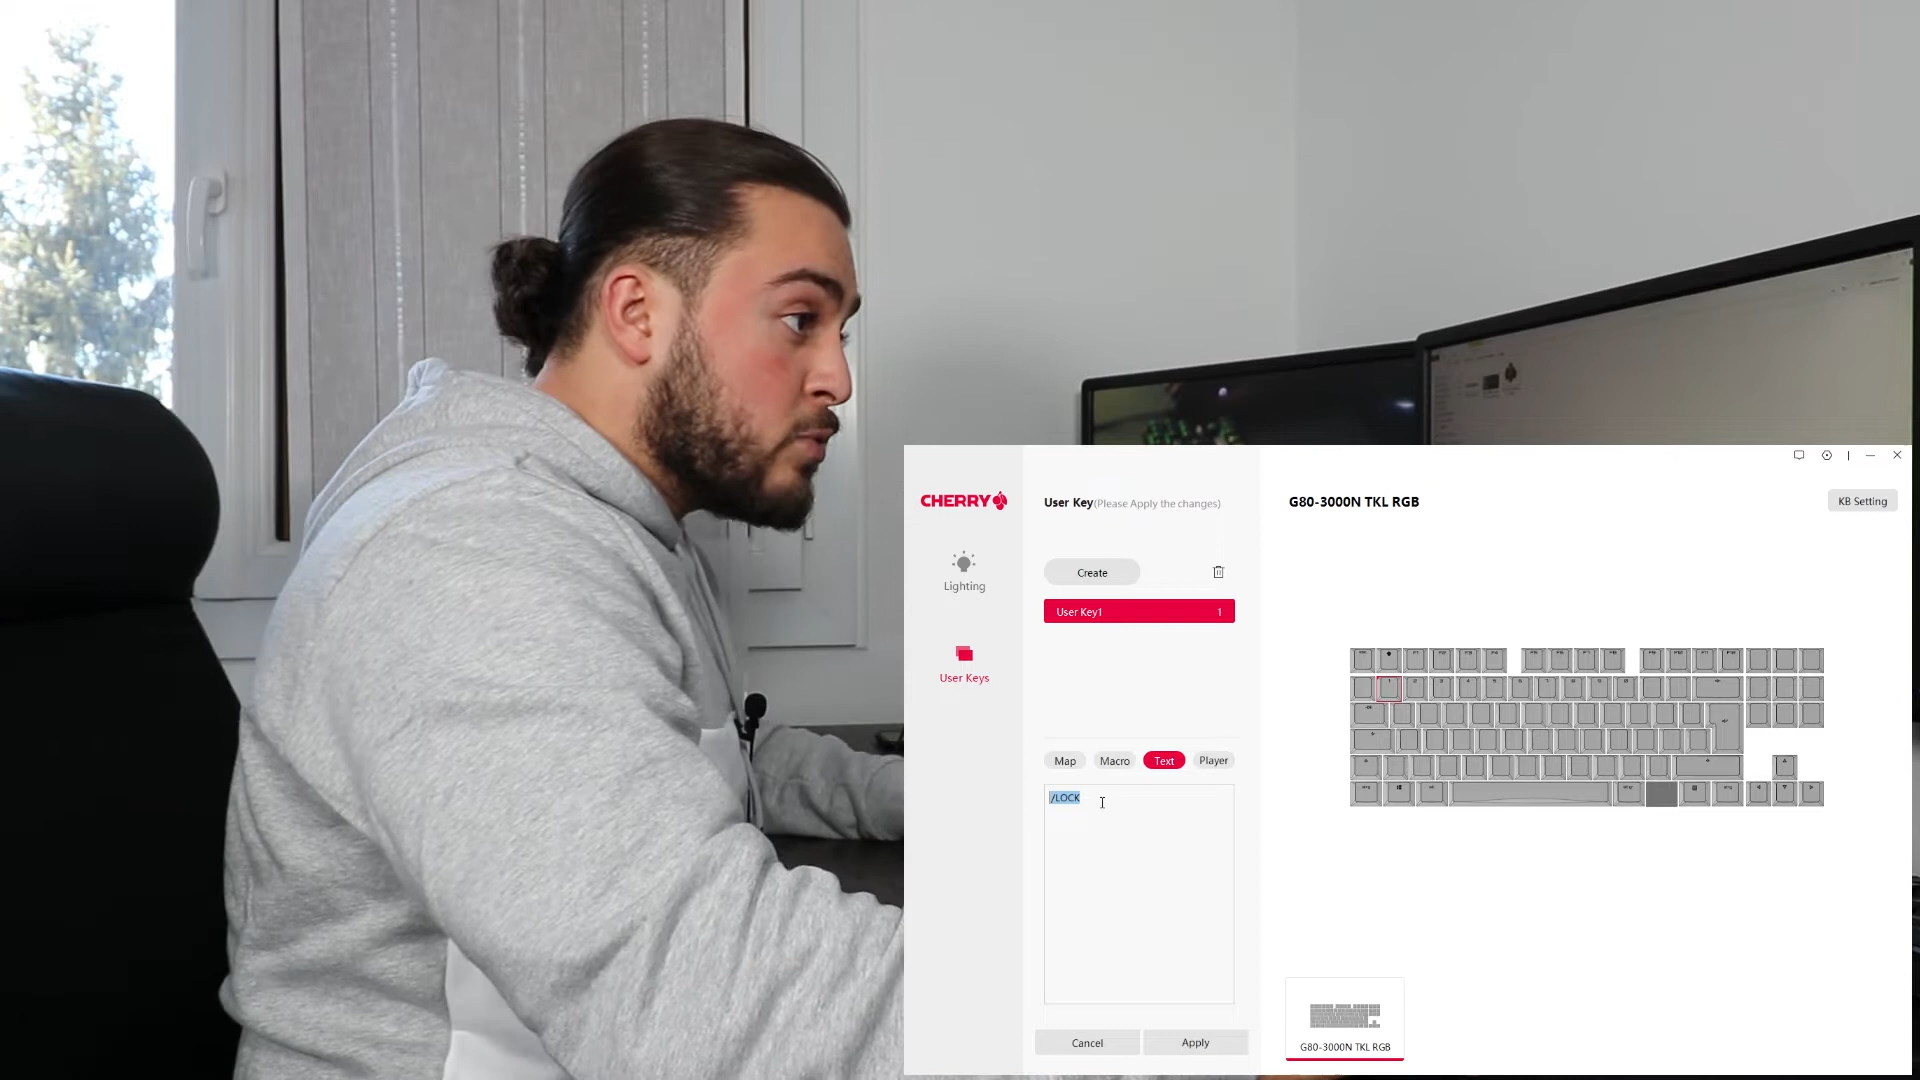 CHERRY
User Key(Please Apply the changes)
G80-3000N TKL RGB
KB Setting
Create
Lighting
User Key1 1
User Keys
Map Macro Text Player
/LOCK
Cancel Apply
G80-3000N TKL RGB